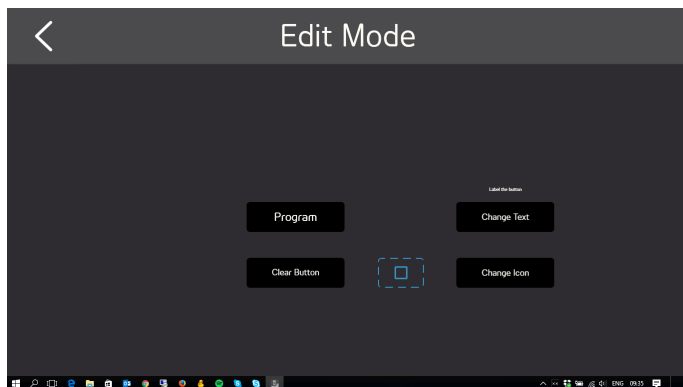 Edit Mode
Label the button
Program
Change Text
Clear Button
Change Icon
ENG 09:35